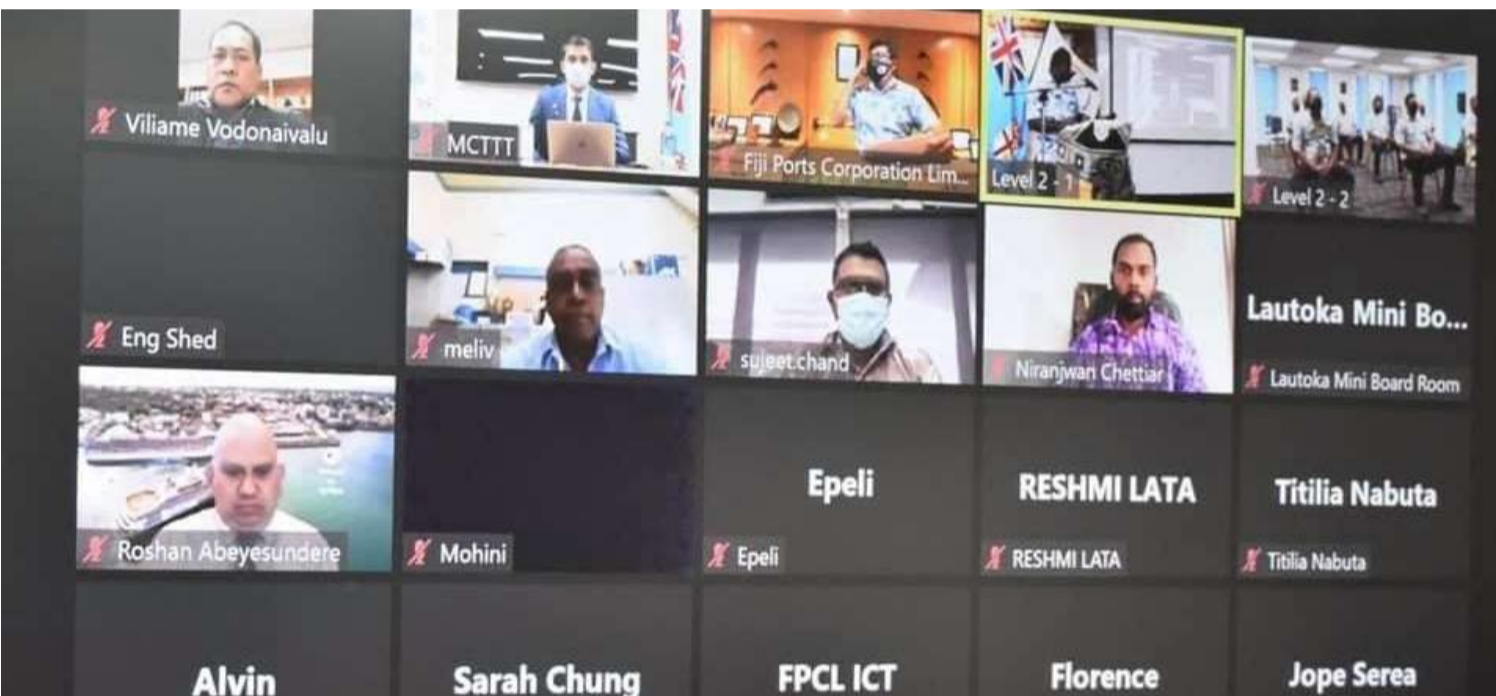 Viliame Vodonaivalu
MCTTT
Fiji Ports Corporation Lim...
Level 2 - 1
Level 2 - 2
Eng Shed
meliv
sujeet.chand
Niranjwan Chettiar
Lautoka Mini Bo...
Lautoka Mini Board Room
Roshan Abeyesundere
Mohini
Epeli
Epeli
RESHMI LATA
RESHMI LATA
Titilia Nabuta
Titilia Nabuta
Alvin
Sarah Chung
FPCL ICT
Florence
Jope Serea